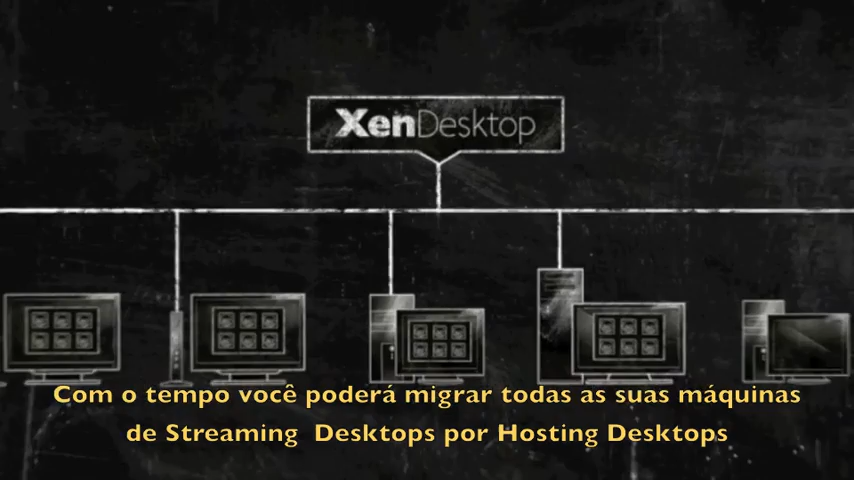 XenDesktop
Com o tempo você poderá migrar todas as suas máquinas
de Streaming  Desktops por Hosting Desktops